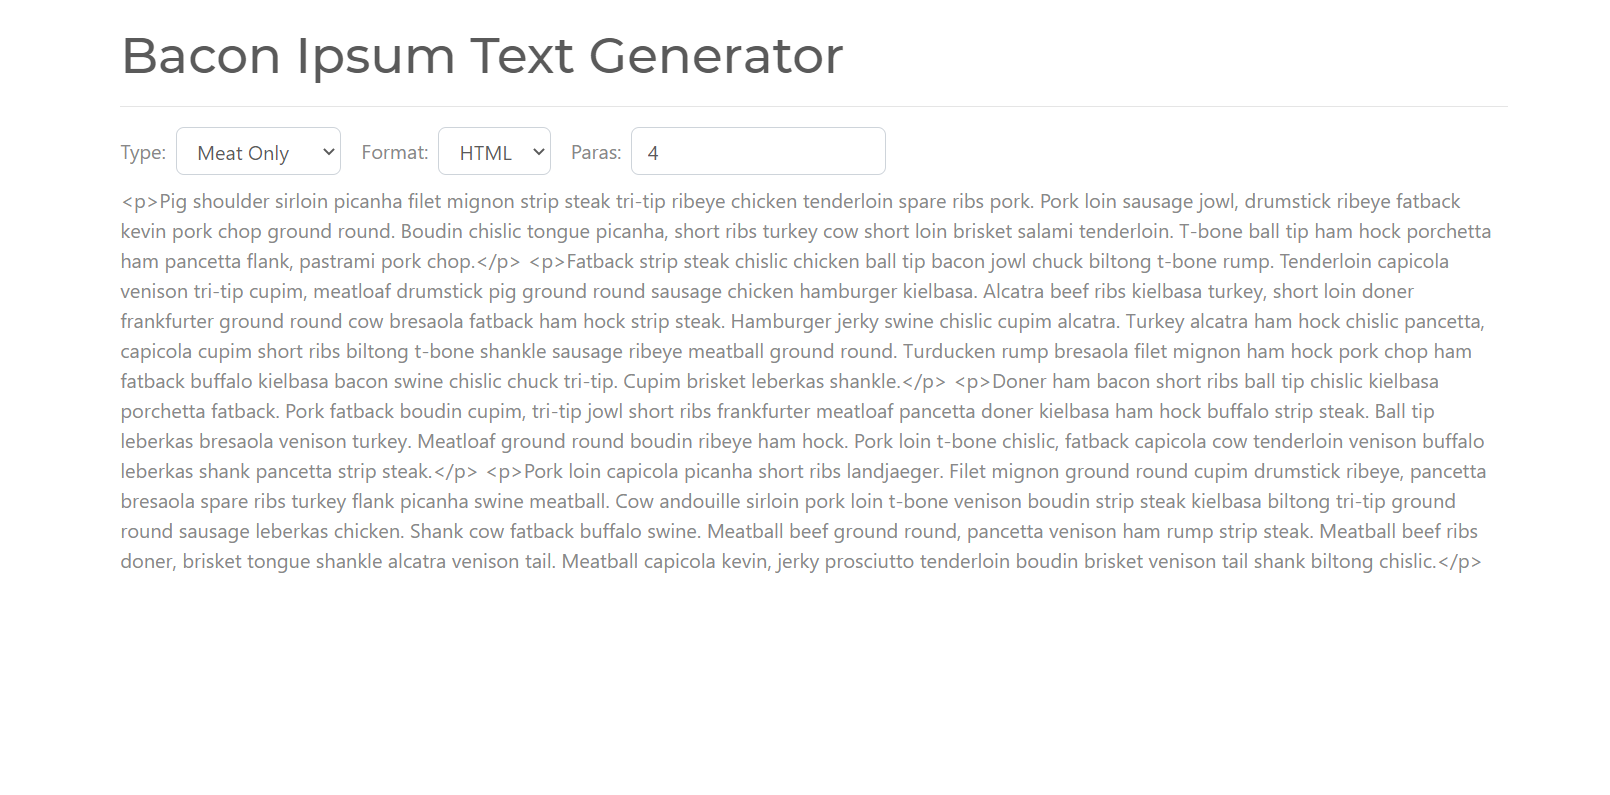 Bacon Ipsum Text Generator
Type: Meat Only Format: HTML Paras: 4
<p>Pig shoulder sirloin picanha filet mignon strip steak tri-tip ribeye chicken tenderloin spare ribs pork. Pork loin sausage jowl, drumstick ribeye fatback
kevin pork chop ground round. Boudin chislic tongue picanha, short ribs turkey cow short loin brisket salami tenderloin. T-bone ball tip ham hock porchetta
ham pancetta flank, pastrami pork chop.</p> <p>Fatback strip steak chislic chicken ball tip bacon jowl chuck biltong t-bone rump. Tenderloin capicola
venison tri-tip cupim, meatloaf drumstick pig ground round sausage chicken hamburger kielbasa. Alcatra beef ribs kielbasa turkey, short loin doner
frankfurter ground round cow bresaola fatback ham hock strip steak. Hamburger jerky swine chislic cupim alcatra. Turkey alcatra ham hock chislic pancetta,
capicola cupim short ribs biltong t-bone shankle sausage ribeye meatball ground round. Turducken rump bresaola filet mignon ham hock pork chop ham
fatback buffalo kielbasa bacon swine chislic chuck tri-tip. Cupim brisket leberkas shankle.</p> <p>Doner ham bacon short ribs ball tip chislic kielbasa
porchetta fatback. Pork fatback boudin cupim, tri-tip jowl short ribs frankfurter meatloaf pancetta doner kielbasa ham hock buffalo strip steak. Ball tip
leberkas bresaola venison turkey. Meatloaf ground round boudin ribeye ham hock. Pork loin t-bone chislic, fatback capicola cow tenderloin venison buffalo
leberkas shank pancetta strip steak.</p> <p>Pork loin capicola picanha short ribs landjaeger. Filet mignon ground round cupim drumstick ribeye, pancetta
bresaola spare ribs turkey flank picanha swine meatball. Cow andouille sirloin pork loin t-bone venison boudin strip steak kielbasa biltong tri-tip ground
round sausage leberkas chicken. Shank cow fatback buffalo swine. Meatball beef ground round, pancetta venison ham rump strip steak. Meatball beef ribs
doner, brisket tongue shankle alcatra venison tail. Meatball capicola kevin, jerky prosciutto tenderloin boudin brisket venison tail shank biltong chislic.</p>